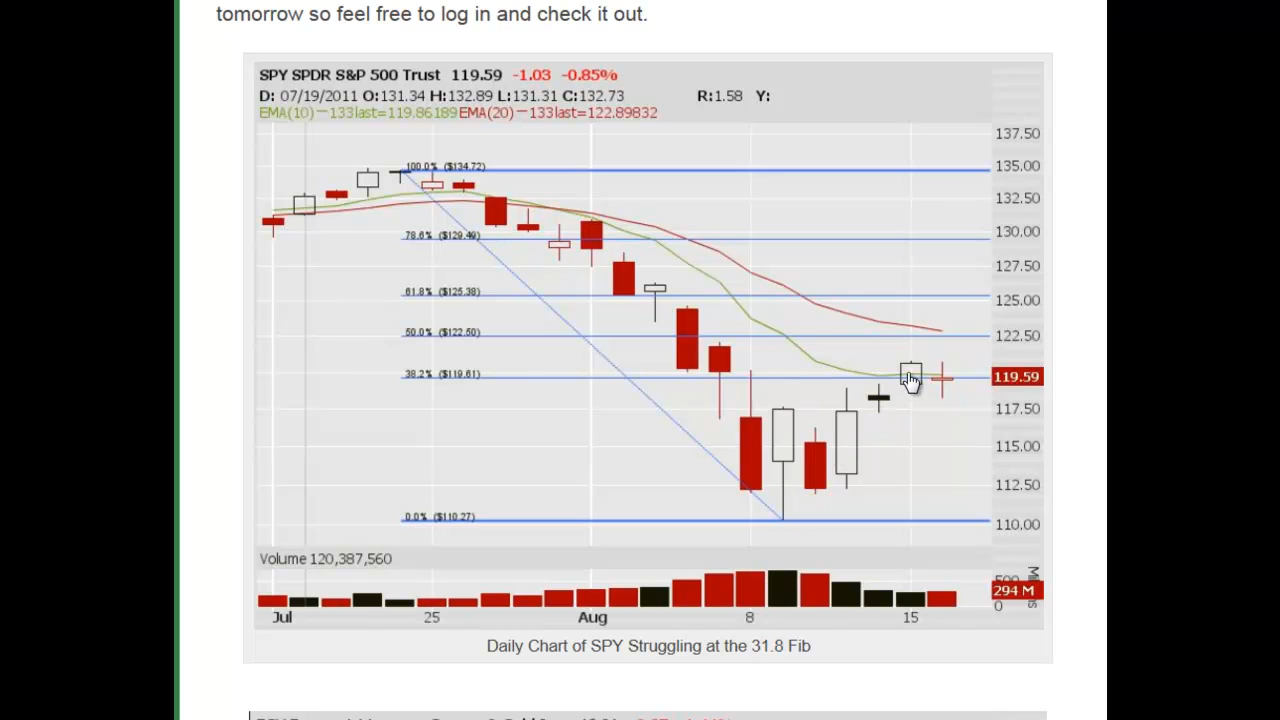 tomorrow so feel free to log in and check it out.
SPY SPDR S&P 500 Trust 119.59 -1.03 -0.85%
D: 07/19/2011 O:131.34 H:132.89 L:131.31 C:132.73 R:1.58 Y:
EMA(10)—133last=119.86189EMA(20)—133last=122.89832
137.50
100.0% ($134.72)
135.00
132.50
78.6% ($129.49)
130.00
127.50
61.8% ($125.38)
125.00
50.0% ($122.50)
122.50
38.2% ($119.61)
119.59
117.50
115.00
112.50
0.0% ($110.27)
110.00
Volume 120,387,560
500
294 M
0
Jul 25 Aug 8 15
Daily Chart of SPY Struggling at the 31.8 Fib